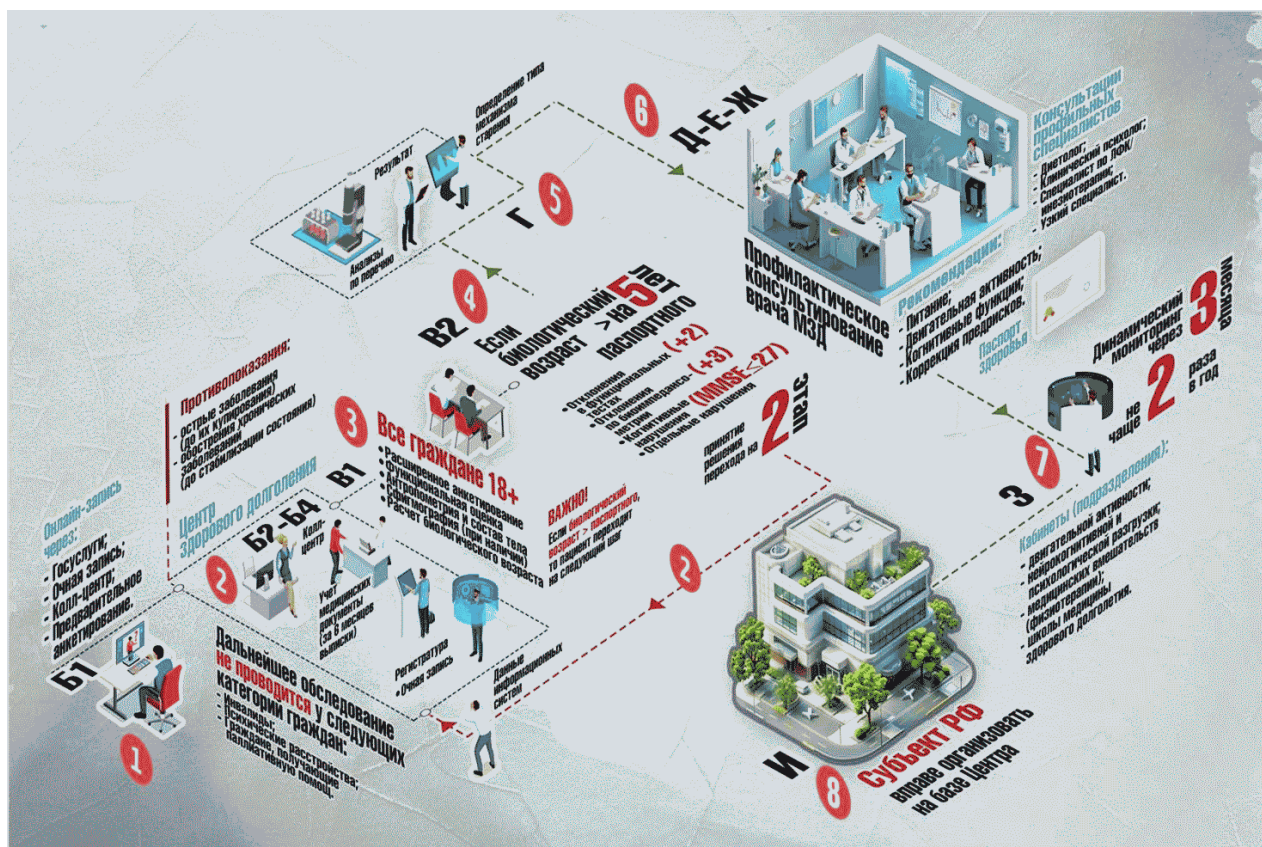 Онлайн-запись
через:
- Госуслуги;
- Очная запись;
- Колл-центр;
- Предварительное
анкетирование.
Б1
1
Противопоказания:
- острые заболевания
(до их купирования)
- обострения хронических
заболеваний
(до стабилизации состояния)
Центр
здорового долголения
2
Б2-Б4
Колл-
центр
Учет
медицинских
документы
(за 6 месяцев
выписки)
Регистратура
• Очная запись
Данные
информационных
систем
Дальнейшее обследование
не проводится у следующих
категорий граждан:
- Инвалиды;
- Психические расстройства;
- Граждане, получающие
паллиативную помощ.
3
В1
Все граждане 18+
• Расширенное анкетирование
• Функциональная оценка
• Антропометрия и состав тела
• Сфигмография (при наличии)
• Расчет биологического возраста
ВАЖНО!
Если биологический
возраст > паспортного,
то пациент переходит
на следующий шаг
4
В2
Если
биологический
возраст > на 5 лет
паспортного
• Отклонения
в функциональных (+2)
тестах
• Отклонения
по биоимпедансо- (+3)
метрии
• Когнитивные
нарушение (MMSE≤27)
• Отдельные нарушения
принятие
решения
перехода на 2 этап
2
5
Г
Анализы
по перечню
Результат
Определение типа
механизма
старения
6
Д-Е-Ж
Профилактическое
консультирование
врача МЗД
Консультации
профильных
специалистов
- Диетолог;
- Клинический психолог;
- Специалист по ЛФК/
кинезиотерапии;
- Узкий специалист.
Рекомендации:
- Питание;
- Двигательная активность;
- Когнитивные функции;
- Коррекция предрисков.
Паспорт
здоровья
7
З
Динамический
мониторинг
через 3 месяца
не
чаще 2 раза
в год
8
И
Субъект РФ
вправе организовать
на базе Центра
Кабинеты (подразделения):
- двигательной активности;
- нейрокогнитивной и
психологической разгрузки;
- медицинских вмешательств
(физиотерапии);
- школы медицины
здорового долголетия.